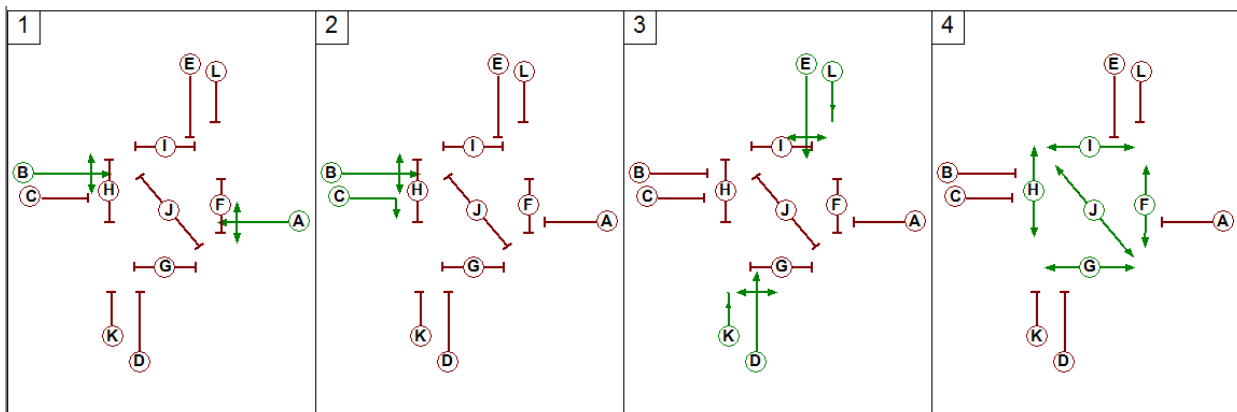 1 2 3 4
E L E L E L E L
I I I I
B B B B
H H H H
C C C C
J F J F J F J F
A A A A
G G G G
K K K K
D D D D